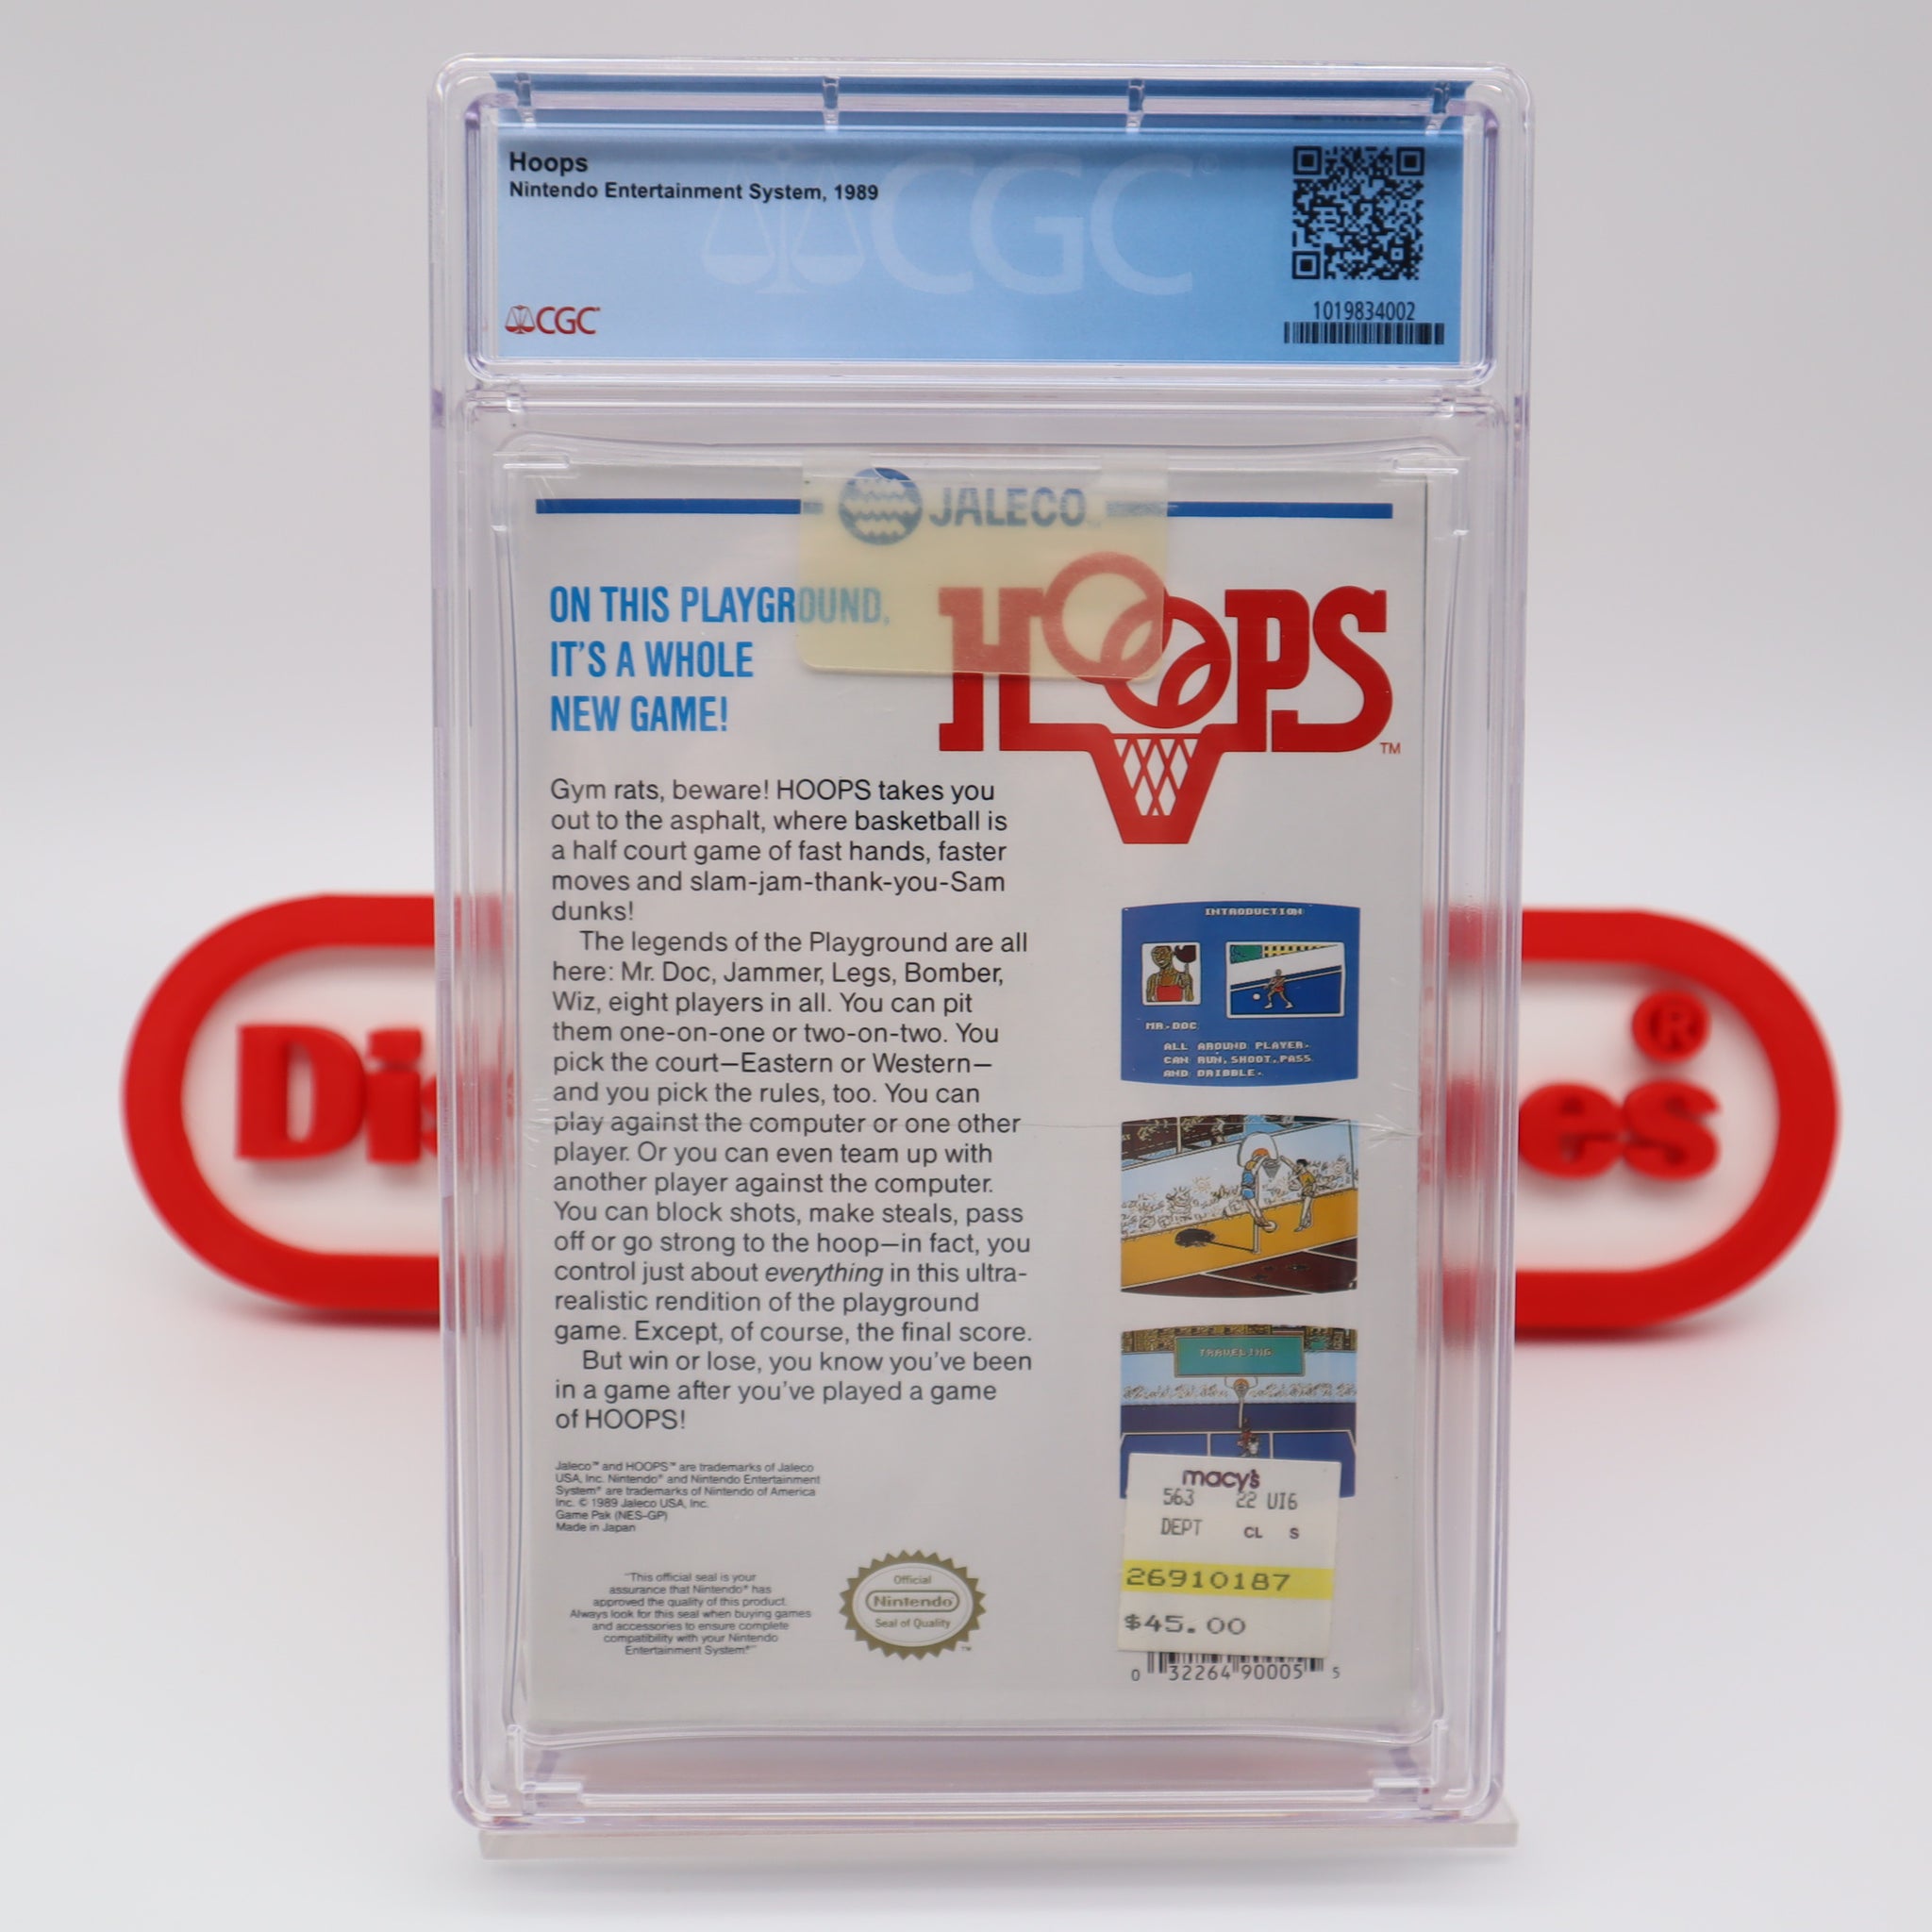 Hoops
Nintendo Entertainment System, 1989
CGC®
CGC®
1019834002
JALECO
ON THIS PLAYGROUND,
IT'S A WHOLE
NEW GAME!
HOOPS
TM
Gym rats, beware! HOOPS takes you
out to the asphalt, where basketball is
a half court game of fast hands, faster
moves and slam-jam-thank-you-Sam
dunks!
The legends of the Playground are all
here: Mr. Doc, Jammer, Legs, Bomber,
Wiz, eight players in all. You can pit
them one-on-one or two-on-two. You
pick the court—Eastern or Western—
and you pick the rules, too. You can
play against the computer or one other
player. Or you can even team up with
another player against the computer.
You can block shots, make steals, pass
off or go strong to the hoop—in fact, you
control just about everything in this ultra-
realistic rendition of the playground
game. Except, of course, the final score.
But win or lose, you know you've been
in a game after you've played a game
of HOOPS!
INTRODUCTION
MR.DOC
ALL AROUND PLAYER.
CAN RUN, SHOOT, PASS
AND DRIBBLE.
TRAVELING
Jaleco™ and HOOPS™ are trademarks of Jaleco
USA, Inc. Nintendo® and Nintendo Entertainment
System® are trademarks of Nintendo of America
Inc. © 1989 Jaleco USA, Inc.
Game Pak (NES-GP)
Made in Japan
"This official seal is your
assurance that Nintendo® has
approved the quality of this product.
Always look for this seal when buying games
and accessories to ensure complete
compatibility with your Nintendo
Entertainment System®"
Official
Nintendo
Seal of Quality
TM
macy's
563 22 UI6
DEPT CL S
26910187
$45.00
0 32264 90005 5
Di
es
®